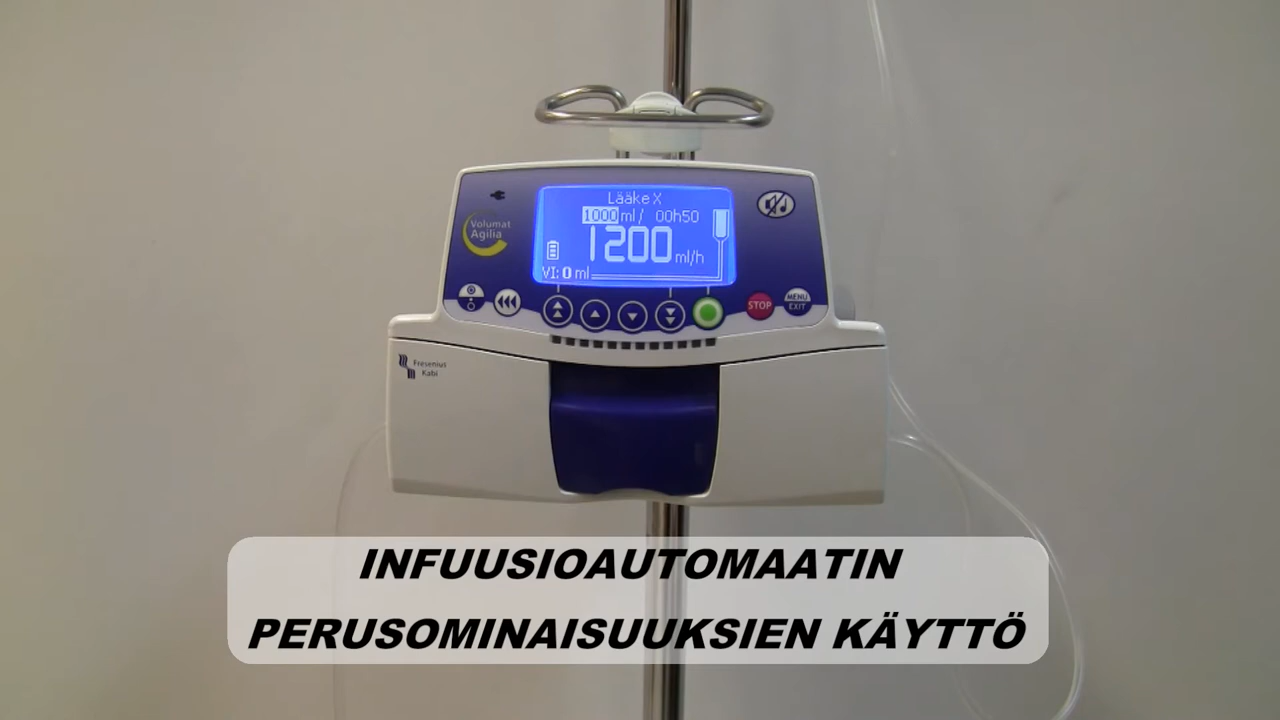 Lääke X
1000 ml/ 00h50
1200 ml/h
VI: 0 ml
Volumat
Agilia
STOP
MENU
EXIT
Fresenius
Kabi
INFUUSIOAUTOMAATIN
PERUSOMINAISUUKSIEN KÄYTTÖ